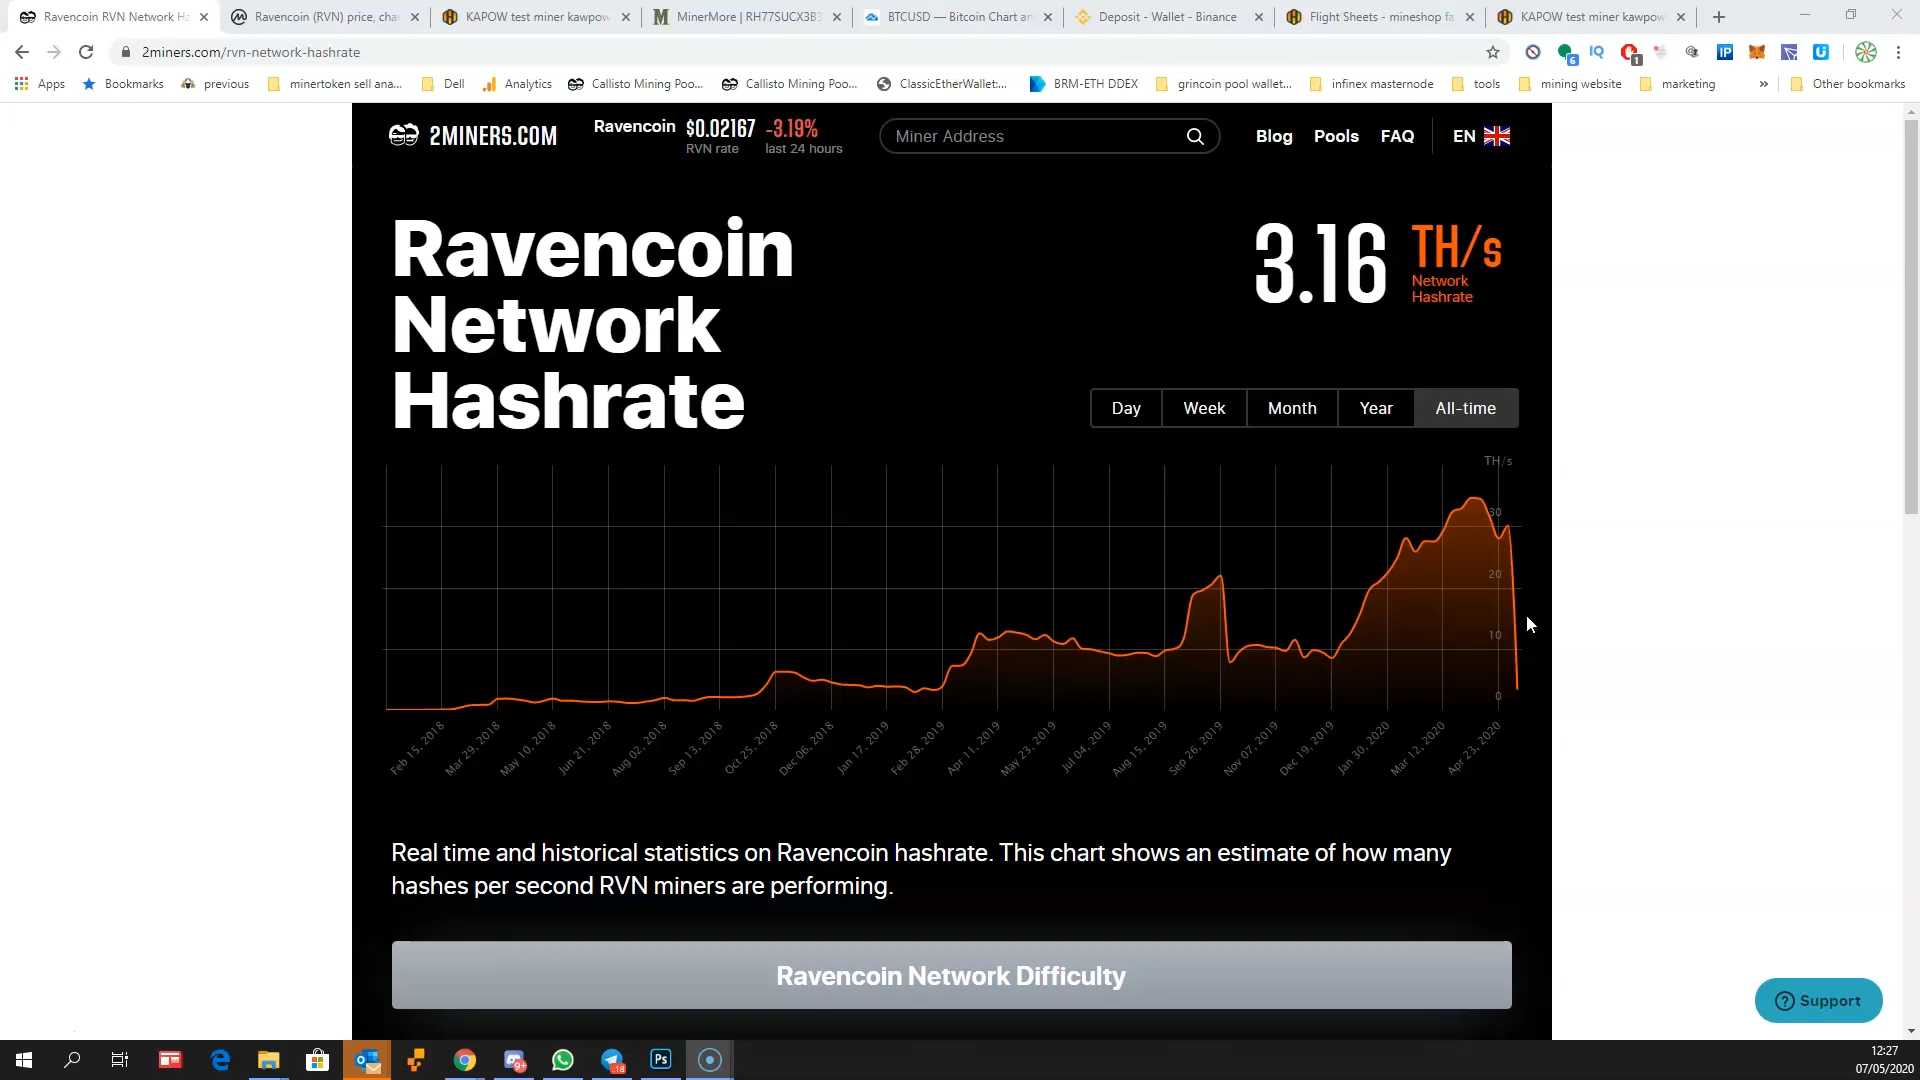 Ravencoin RVN Network Ha
Ravencoin (RVN) price, cha
KAPOW test miner kawpow
MinerMore | RH77SUCX3B3
BTCUSD — Bitcoin Chart an
Deposit - Wallet - Binance
Flight Sheets - mineshop fa
KAPOW test miner kawpow
2miners.com/rvn-network-hashrate
Apps
Bookmarks
previous
minertoken sell ana...
Dell
Analytics
Callisto Mining Poo...
Callisto Mining Poo...
ClassicEtherWallet:...
BRM-ETH DDEX
grincoin pool wallet...
infinex masternode
tools
mining website
marketing
»
Other bookmarks
2MINERS.COM
Ravencoin $0.02167 -3.19%
RVN rate last 24 hours
Miner Address
Blog Pools FAQ EN
Ravencoin
Network
Hashrate
3.16 TH/s
Network
Hashrate
Day Week Month Year All-time
TH/s
30
20
10
0
Feb 15, 2018
Mar 29, 2018
May 10, 2018
Jun 21, 2018
Aug 02, 2018
Sep 13, 2018
Oct 25, 2018
Dec 06, 2018
Jan 17, 2019
Feb 28, 2019
Apr 11, 2019
May 23, 2019
Jul 04, 2019
Aug 15, 2019
Sep 26, 2019
Nov 07, 2019
Dec 19, 2019
Jan 30, 2020
Mar 12, 2020
Apr 23, 2020
Real time and historical statistics on Ravencoin hashrate. This chart shows an estimate of how many
hashes per second RVN miners are performing.
Ravencoin Network Difficulty
Support
12:27
07/05/2020